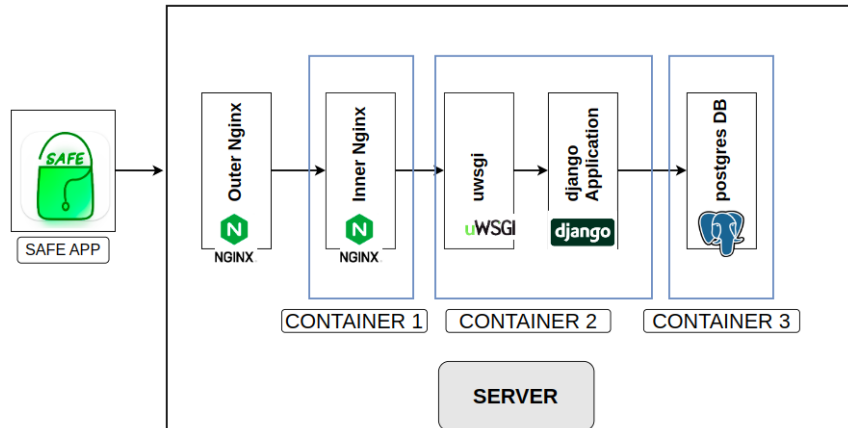 SAFE
SAFE APP
Outer Nginx
NGINX
Inner Nginx
NGINX
CONTAINER 1
uwsgi
uWSGI
django
Application
django
CONTAINER 2
postgres DB
CONTAINER 3
SERVER